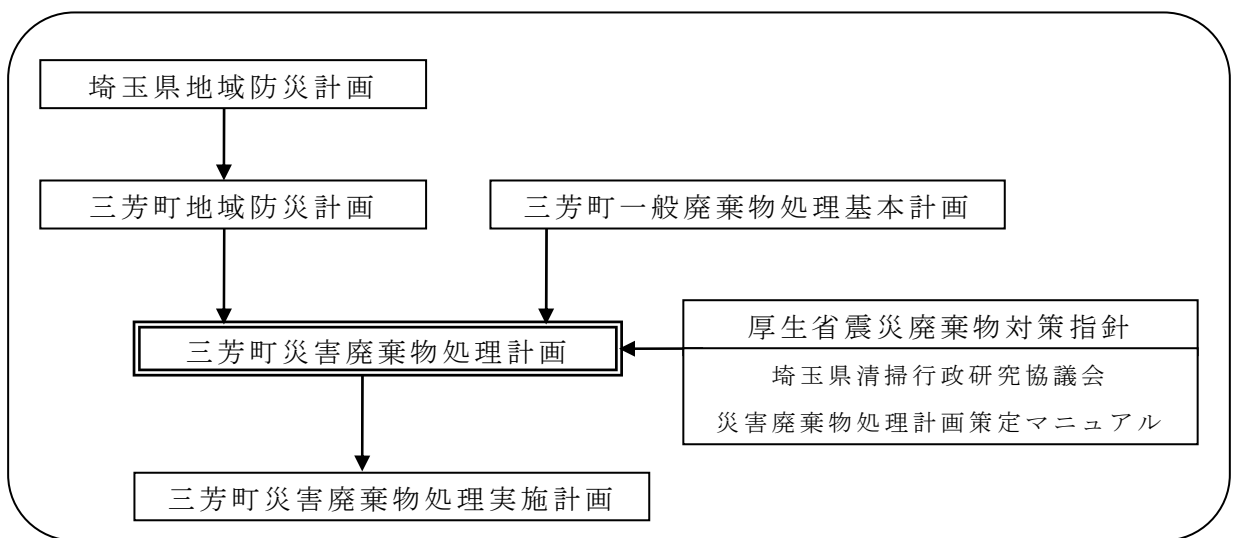 埼玉県地域防災計画
三芳町地域防災計画
三芳町一般廃棄物処理基本計画
三芳町災害廃棄物処理計画
厚生省震災廃棄物対策指針
埼玉県清掃行政研究協議会
災害廃棄物処理計画策定マニュアル
三芳町災害廃棄物処理実施計画